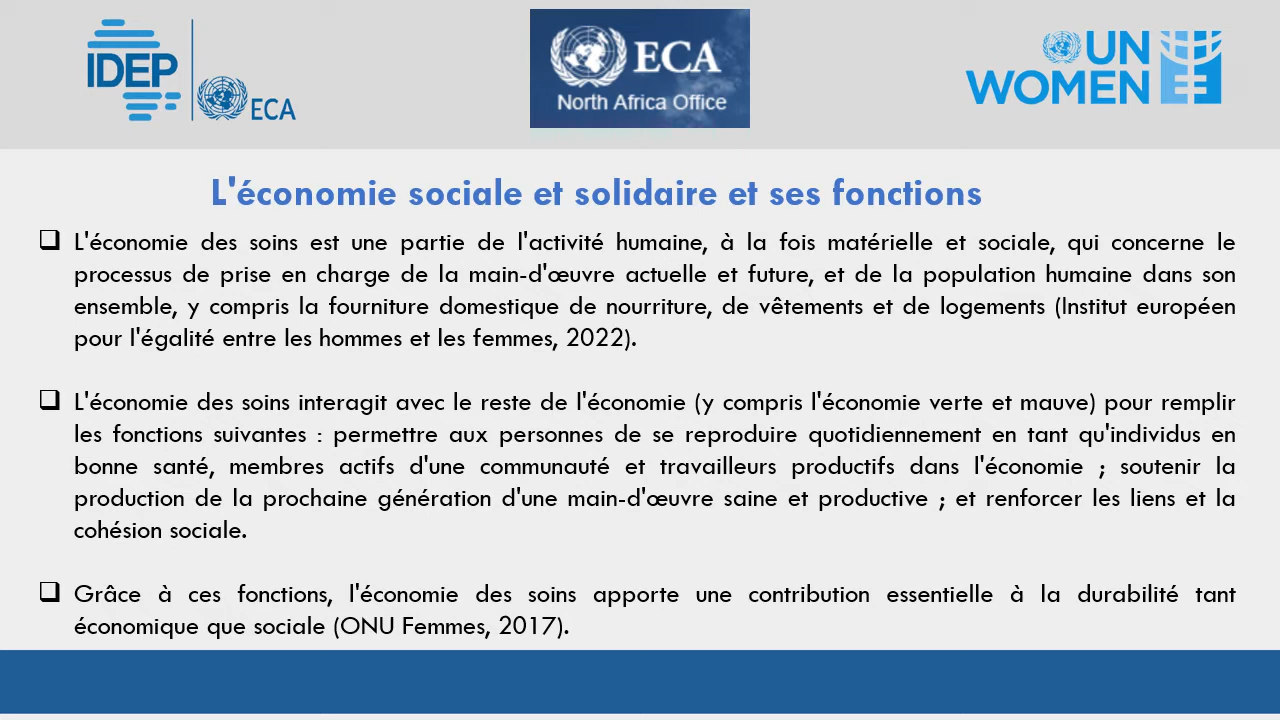 IDEP
ECA
ECA
North Africa Office
UN
WOMEN
L'économie sociale et solidaire et ses fonctions
L'économie des soins est une partie de l'activité humaine, à la fois matérielle et sociale, qui concerne le
processus de prise en charge de la main-d'œuvre actuelle et future, et de la population humaine dans son
ensemble, y compris la fourniture domestique de nourriture, de vêtements et de logements (Institut européen
pour l'égalité entre les hommes et les femmes, 2022).
L'économie des soins interagit avec le reste de l'économie (y compris l'économie verte et mauve) pour remplir
les fonctions suivantes : permettre aux personnes de se reproduire quotidiennement en tant qu'individus en
bonne santé, membres actifs d'une communauté et travailleurs productifs dans l'économie ; soutenir la
production de la prochaine génération d'une main-d'œuvre saine et productive ; et renforcer les liens et la
cohésion sociale.
Grâce à ces fonctions, l'économie des soins apporte une contribution essentielle à la durabilité tant
économique que sociale (ONU Femmes, 2017).